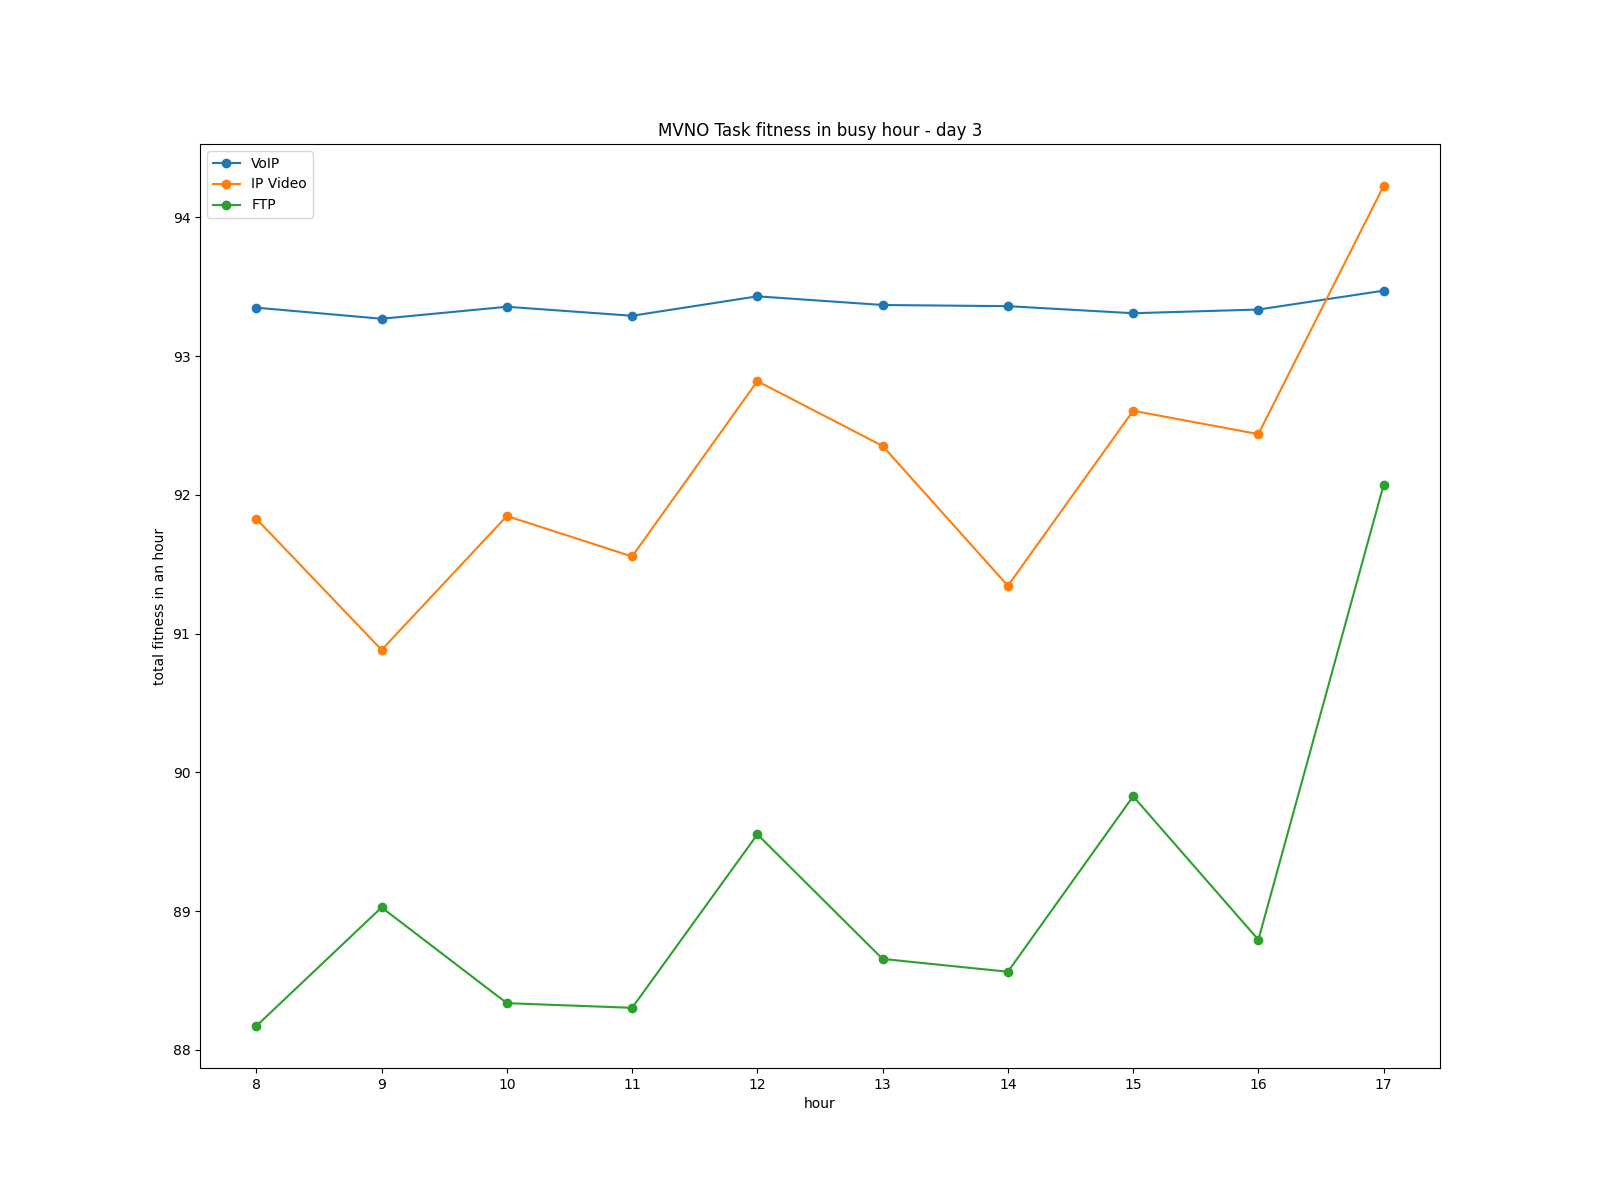 MVNO Task fitness in busy hour - day 3
VoIP
IP Video
FTP
94
93
92
91
90
89
88
total fitness in an hour
8 9 10 11 12 13 14 15 16 17
hour